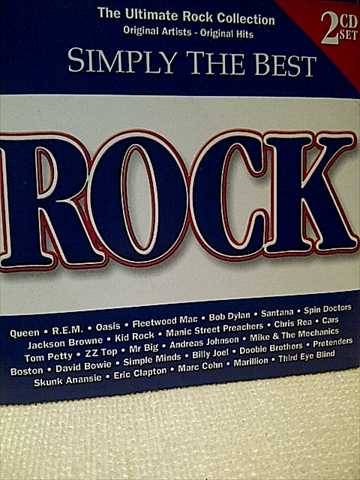 The Ultimate Rock Collection
Original Artists - Original Hits
2 CD SET
SIMPLY THE BEST
ROCK
Queen • R.E.M. • Oasis • Fleetwood Mac • Bob Dylan • Santana • Spin Doctors
Jackson Browne • Kid Rock • Manic Street Preachers • Chris Rea • Cars
Tom Petty • ZZ Top • Mr Big • Andreas Johnson • Mike & The Mechanics
Boston • David Bowie • Simple Minds • Billy Joel • Doobie Brothers • Pretenders
Skunk Anansie • Eric Clapton • Marc Cohn • Marillion • Third Eye Blind